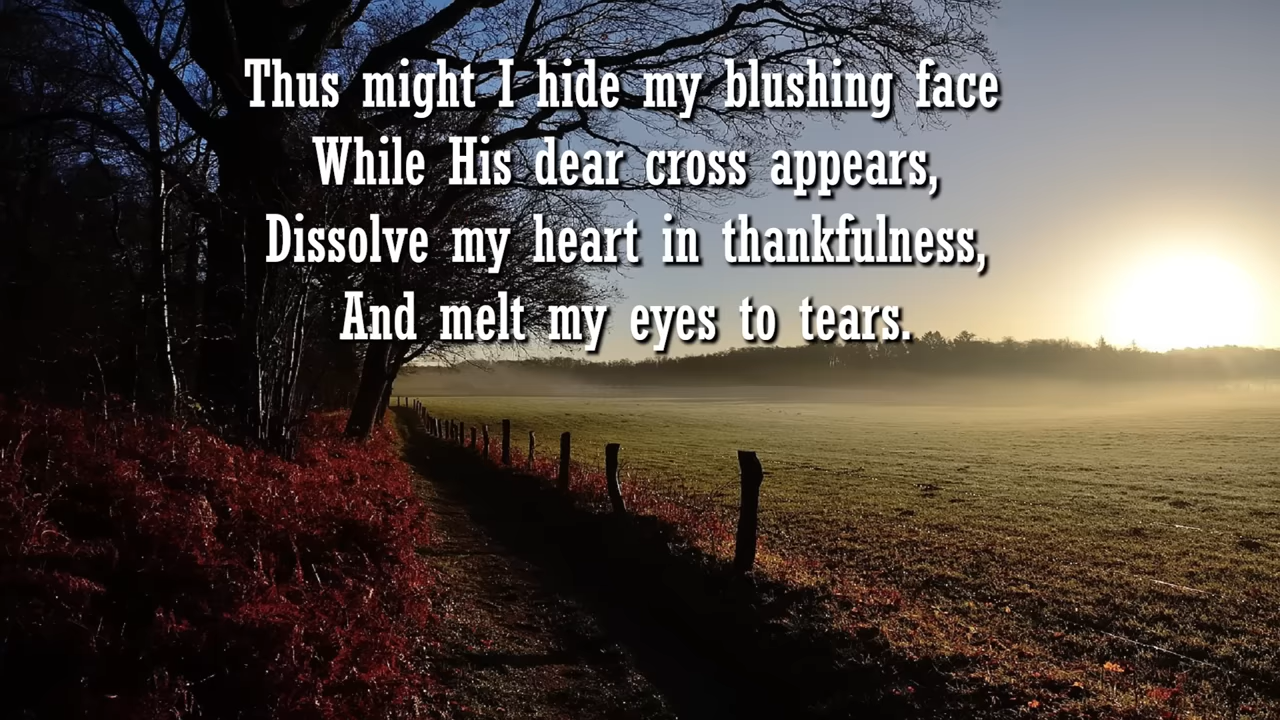 Thus might I hide my blushing face
While His dear cross appears,
Dissolve my heart in thankfulness,
And melt my eyes to tears.